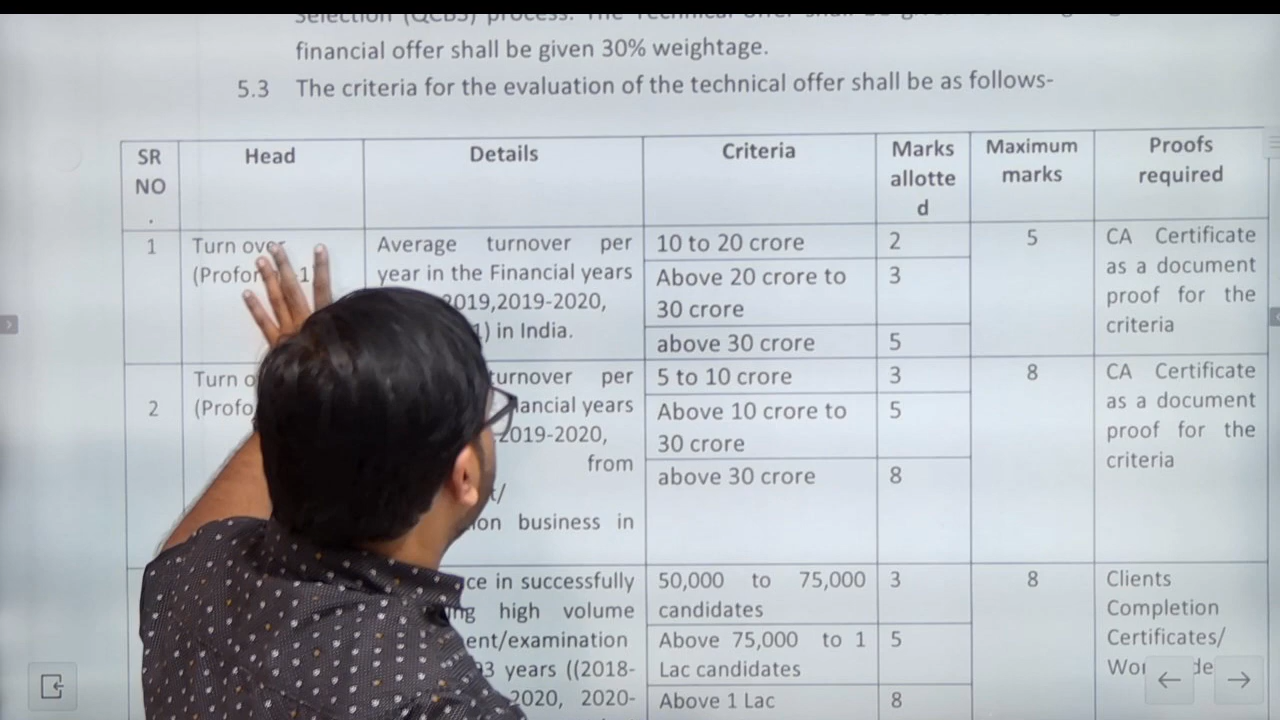 financial offer shall be given 30% weightage.
5.3 The criteria for the evaluation of the technical offer shall be as follows-
SR NO . Head Details Criteria Marks allotte d Maximum marks Proofs required
1
Turn over
Average turnover per
year in the Financial years
2019,2019-2020,
in India.
10 to 20 crore 2
Above 20 crore to
30 crore
3
above 30 crore 5
5
CA Certificate
as a document
proof for the
criteria
2
Turn
turnover per
years
2019-2020,
from
business in
5 to 10 crore 3
Above 10 crore to
30 crore
5
above 30 crore 8
8
CA Certificate
as a document
proof for the
criteria
in successfully
high volume
years ((2018-
2020, 2020-
50,000 to 75,000
candidates
3
Above 75,000 to 1
Lac candidates
5
Above 1 Lac 8
8
Clients
Completion
Certificates/